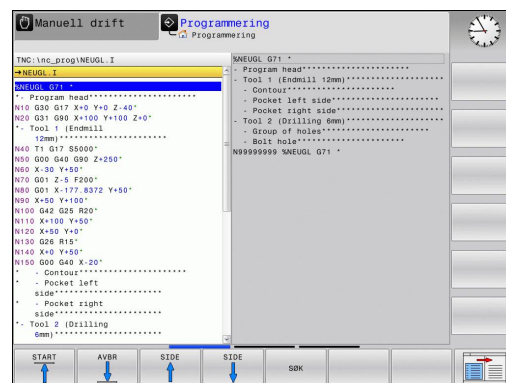 Manuell drift
Programmering
Programmering
TNC:\nc_prog\NEUGL.I
→NEUGL.I
%NEUGL G71 *
*- Program head**********************
N10 G30 G17 X+0 Y+0 Z-40*
N20 G31 G90 X+100 Y+100 Z+0*
*- Tool 1 (Endmill
12mm)**********************
N40 T1 G17 S5000*
N50 G00 G40 G90 Z+250*
N60 X-30 Y+50*
N70 G01 Z-5 F200*
N80 G01 X-177.8372 Y+50*
N90 X+50 Y+100*
N100 G42 G25 R20*
N110 X+100 Y+50*
N120 X+50 Y+0*
N130 G26 R15*
N140 X+0 Y+50*
N150 G00 G40 X-20*
* - Contour**********************
* - Pocket left
side**********************
* - Pocket right
side**********************
*- Tool 2 (Drilling
6mm)**********************
%NEUGL G71 *
- Program head**********************
- Tool 1 (Endmill 12mm)********************
- Contour**********************
- Pocket left side**********************
- Pocket right side********************
- Tool 2 (Drilling 6mm)********************
- Group of holes**********************
- Bolt hole**********************
N99999999 %NEUGL G71 *
START
AVBR
SIDE
SIDE
SØK